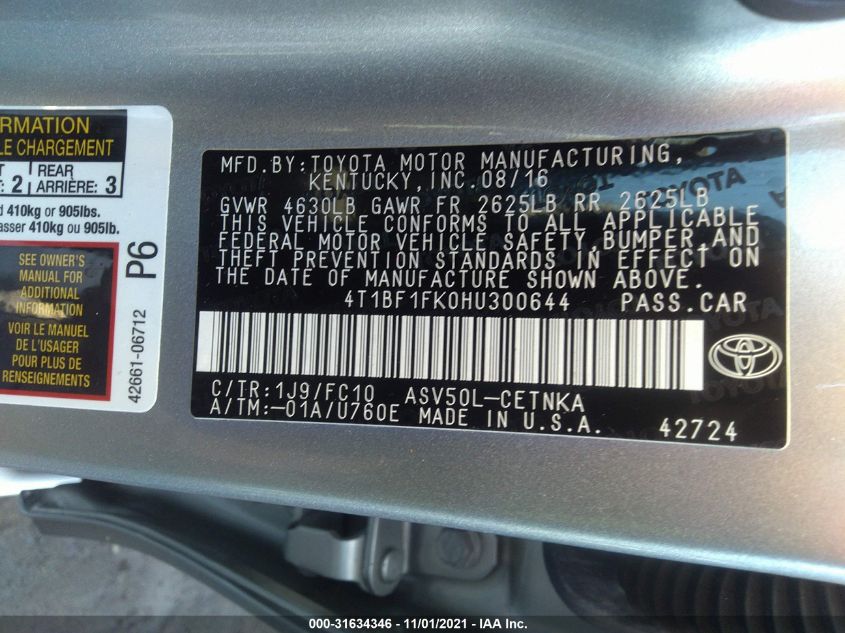 RMATION
LE CHARGEMENT
T
: 2
REAR
ARRIÈRE: 3
d 410kg or 905lbs.
asser 410kg ou 905lb.
SEE OWNER'S
MANUAL FOR
ADDITIONAL
INFORMATION
VOIR LE MANUEL
DE L'USAGER
POUR PLUS DE
RENSEIGNEMENTS.
P6
42661-06712
MFD.BY:TOYOTA MOTOR MANUFACTURING,
KENTUCKY,INC.08/16
GVWR 4630LB GAWR FR 2625LB RR 2625LB
THIS VEHICLE CONFORMS TO ALL APPLICABLE
FEDERAL MOTOR VEHICLE SAFETY,BUMPER,AND
THEFT PREVENTION STANDARDS IN EFFECT ON
THE DATE OF MANUFACTURE SHOWN ABOVE.
4T1BF1FK0HU300644 PASS.CAR
C/TR:1J9/FC10 ASV50L-CETNKA
A/TM:-01A/U760E MADE IN U.S.A. 42724
000-31634346 - 11/01/2021 - IAA Inc.